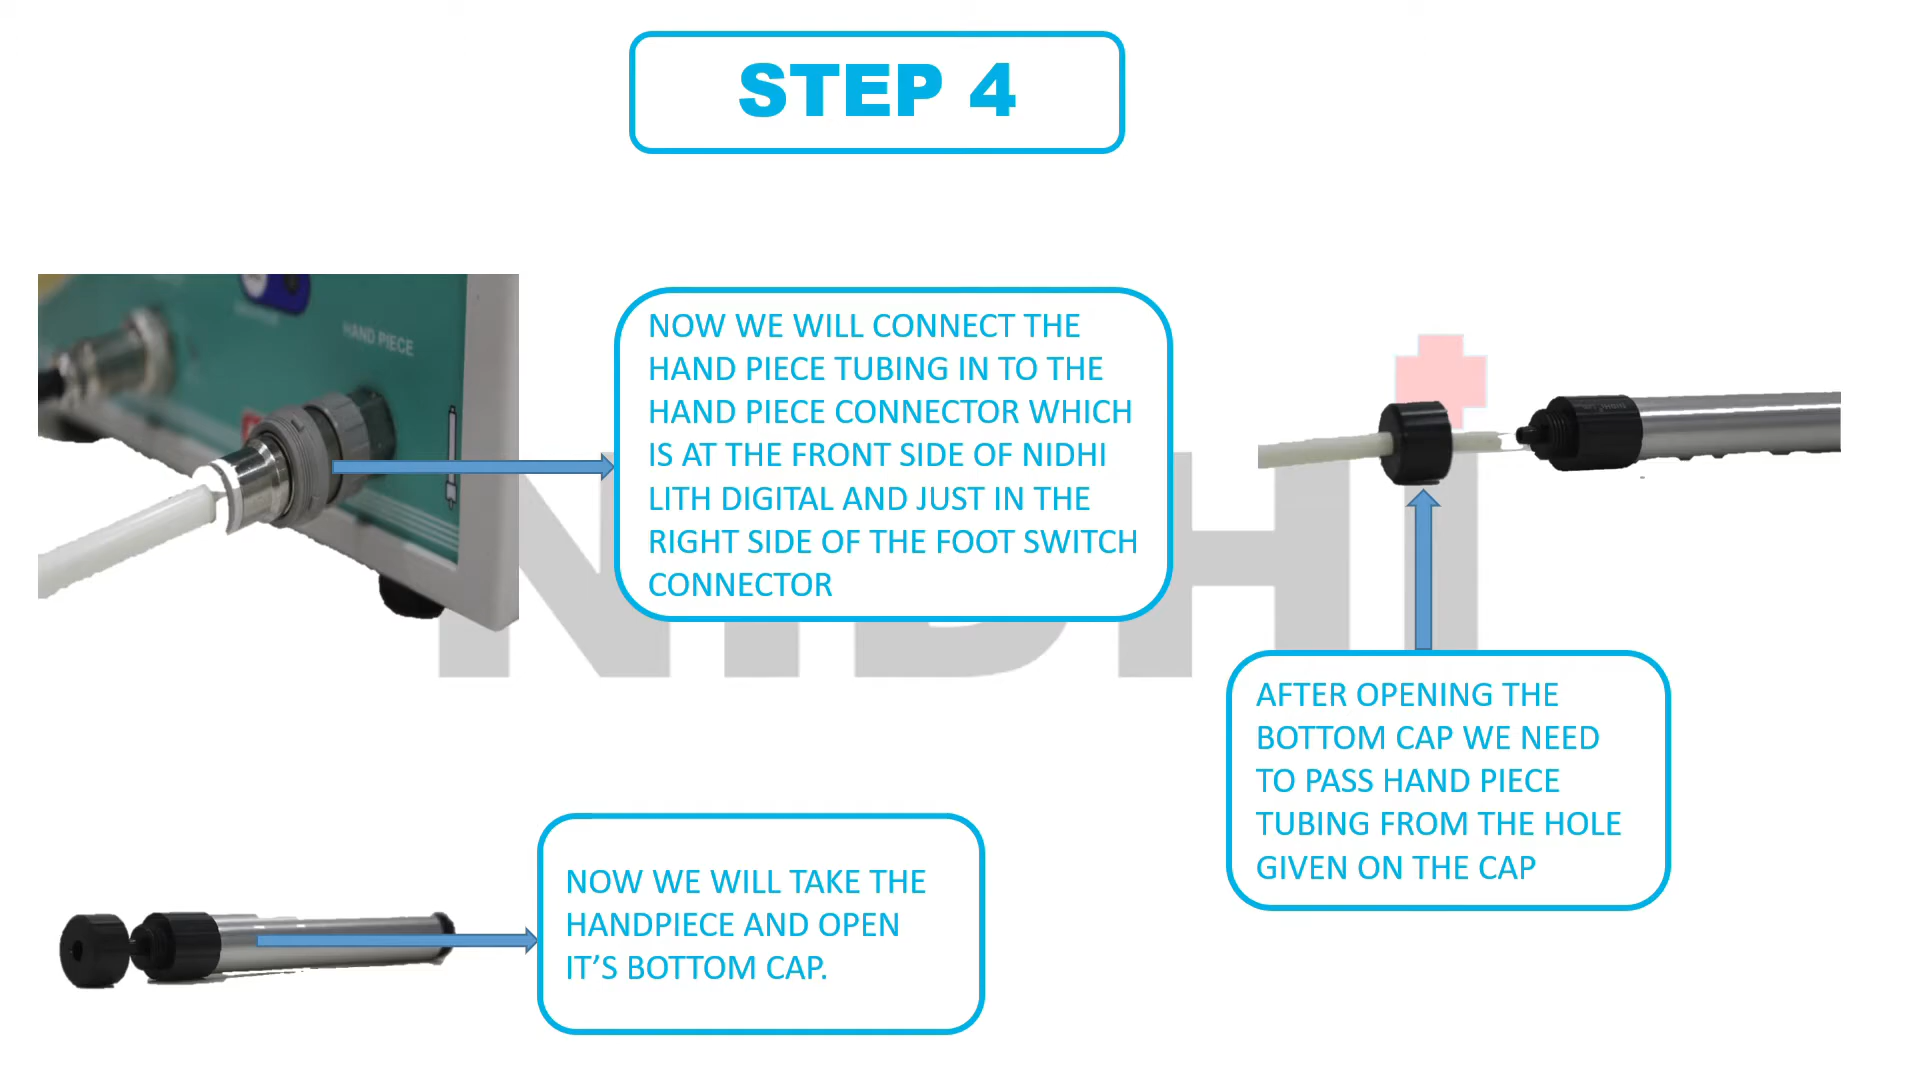 STEP 4
HAND PIECE
NOW WE WILL CONNECT THE
HAND PIECE TUBING IN TO THE
HAND PIECE CONNECTOR WHICH
IS AT THE FRONT SIDE OF NIDHI
LITH DIGITAL AND JUST IN THE
RIGHT SIDE OF THE FOOT SWITCH
CONNECTOR
NIDHI
AFTER OPENING THE
BOTTOM CAP WE NEED
TO PASS HAND PIECE
TUBING FROM THE HOLE
GIVEN ON THE CAP
NOW WE WILL TAKE THE
HANDPIECE AND OPEN
IT’S BOTTOM CAP.